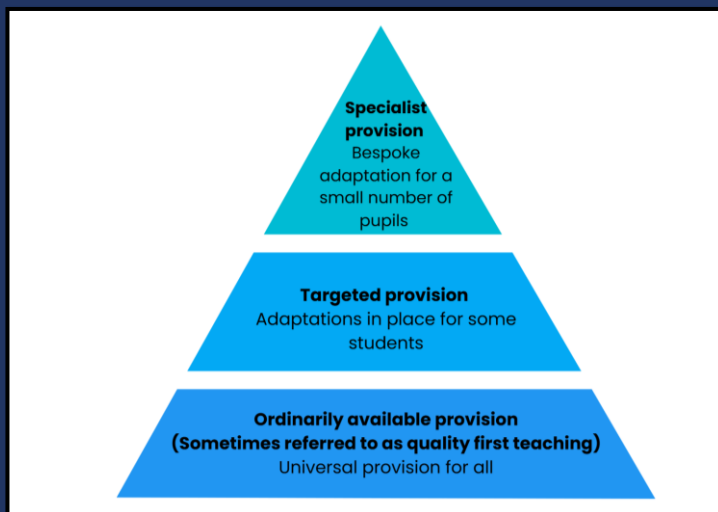 Specialist
provision
Bespoke
adaptation for a
small number of
pupils
Targeted provision
Adaptations in place for some
students
Ordinarily available provision
(Sometimes referred to as quality first teaching)
Universal provision for all